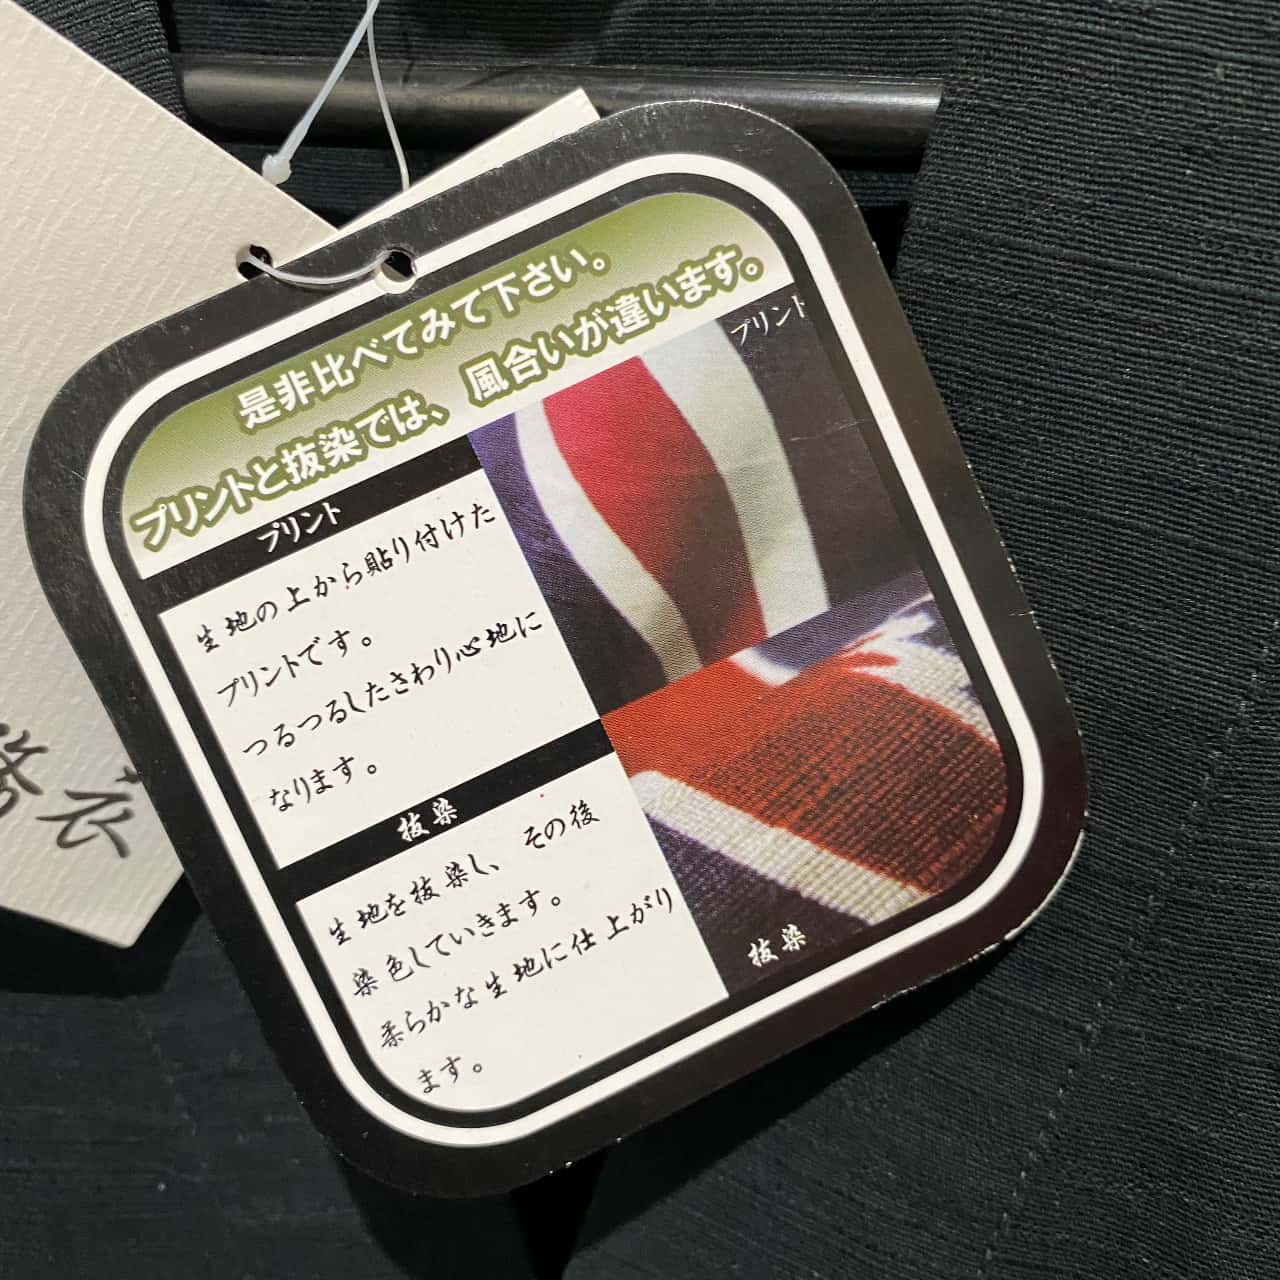 是非比べてみて下さい。
プリントと抜染では、風合いが違います。
プリント
プリント
生地の上から貼り付けた
プリントです。
つるつるしたさわり心地に
なります。
抜染
生地を抜染し、その後
染色していきます。
柔らかな生地に仕上がり
ます。
抜染
衣